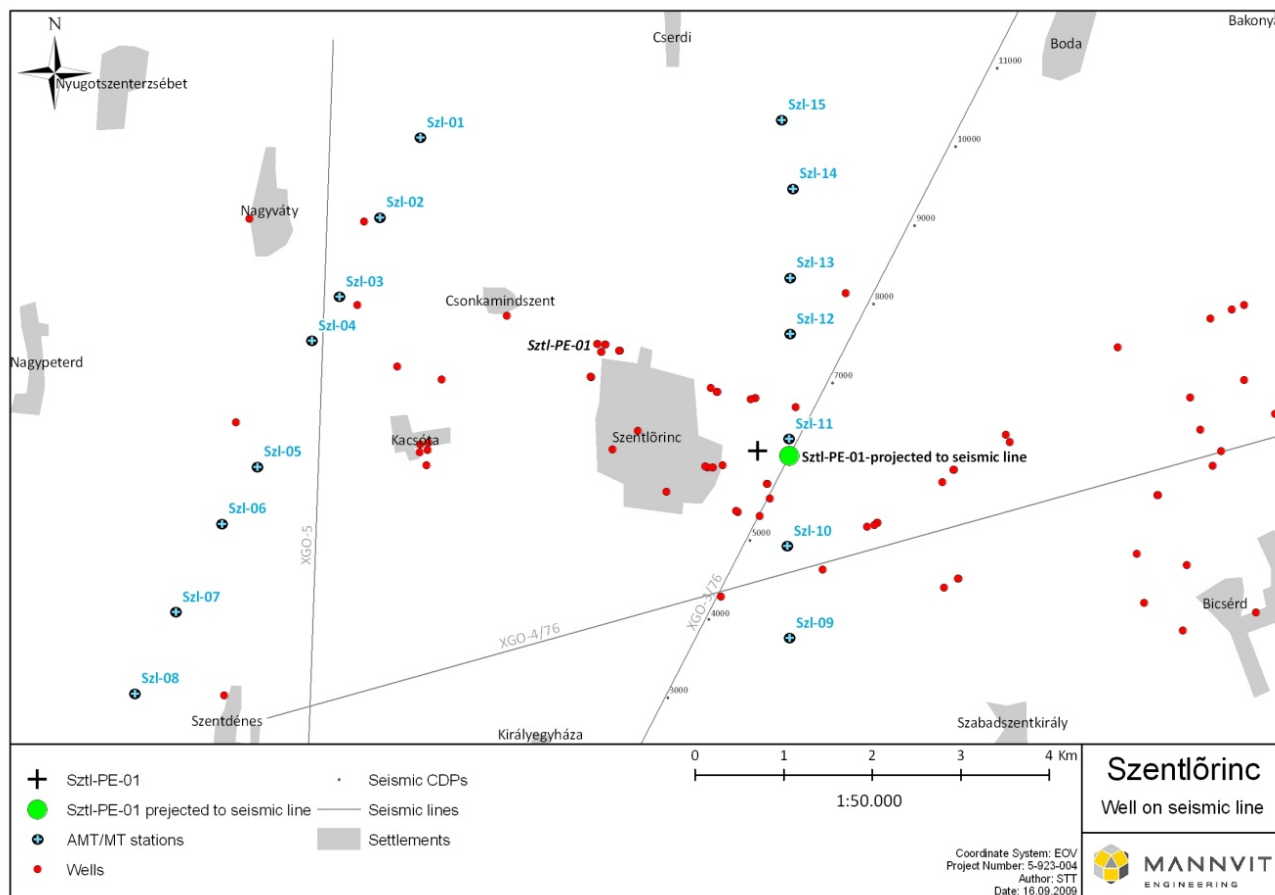 N
Cserdi
Bakonya
Boda
Nyugotszenterzsébet
11000
Szl-15
Szl-01
10000
Szl-14
Nagyváty
Szl-02
9000
Szl-13
Szl-03
Csonkamindszent
8000
Szl-04
Szl-12
Sztl-PE-01
Nagypeterd
7000
Kacsóta
Szentlõrinc
Szl-11
Sztl-PE-01-projected to seismic line
Szl-05
Szl-06
XGO-5
5000
Szl-10
XGO-3/76
4000
Bicsérd
Szl-07
XGO-4/76
Szl-09
Szl-08
3000
Szentdénes
Királyegyháza
Szabadszentkirály
Sztl-PE-01
Sztl-PE-01 prejected to seismic line
AMT/MT stations
Wells
Seismic CDPs
Seismic lines
Settlements
0 1 2 3 4 Km
1:50.000
Szentlõrinc
Well on seismic line
Coordinate System: EOV
Project Number: 5-923-004
Author: STT
Date: 16.09.2009
MANNVIT
ENGINEERING